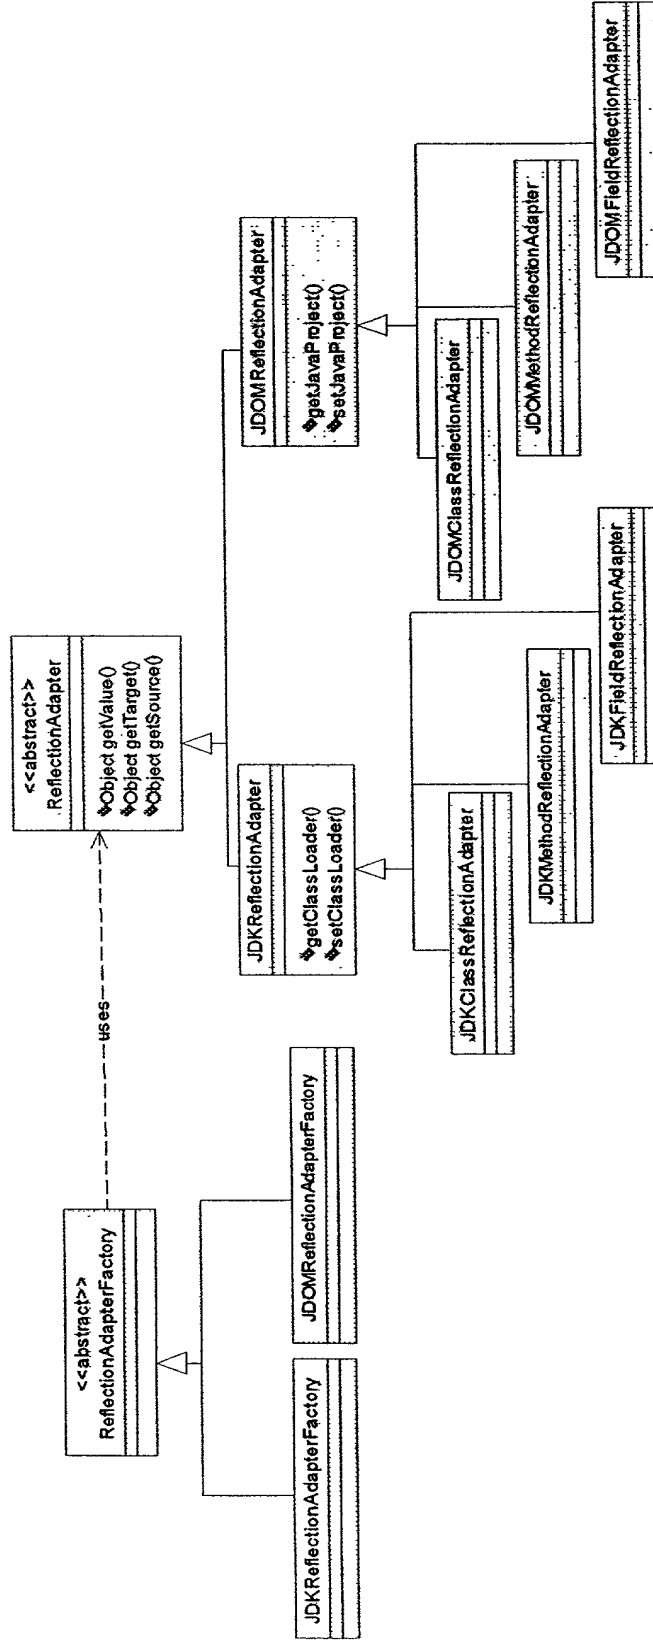 <<abstract>>
ReflectionAdapterFactory
uses
<<abstract>>
ReflectionAdapter
Object getValue()
Object getTarget()
Object getSource()
JDKReflectionAdapterFactory
JDOMReflectionAdapterFactory
JDKReflectionAdapter
getClassLoader()
setClassLoader()
JDOMReflectionAdapter
getJavaProject()
setJavaProject()
JDKClassReflectionAdapter
JDKMethodReflectionAdapter
JDKFieldReflectionAdapter
JDOMClassReflectionAdapter
JDOMMethodReflectionAdapter
JDOMFieldReflectionAdapter